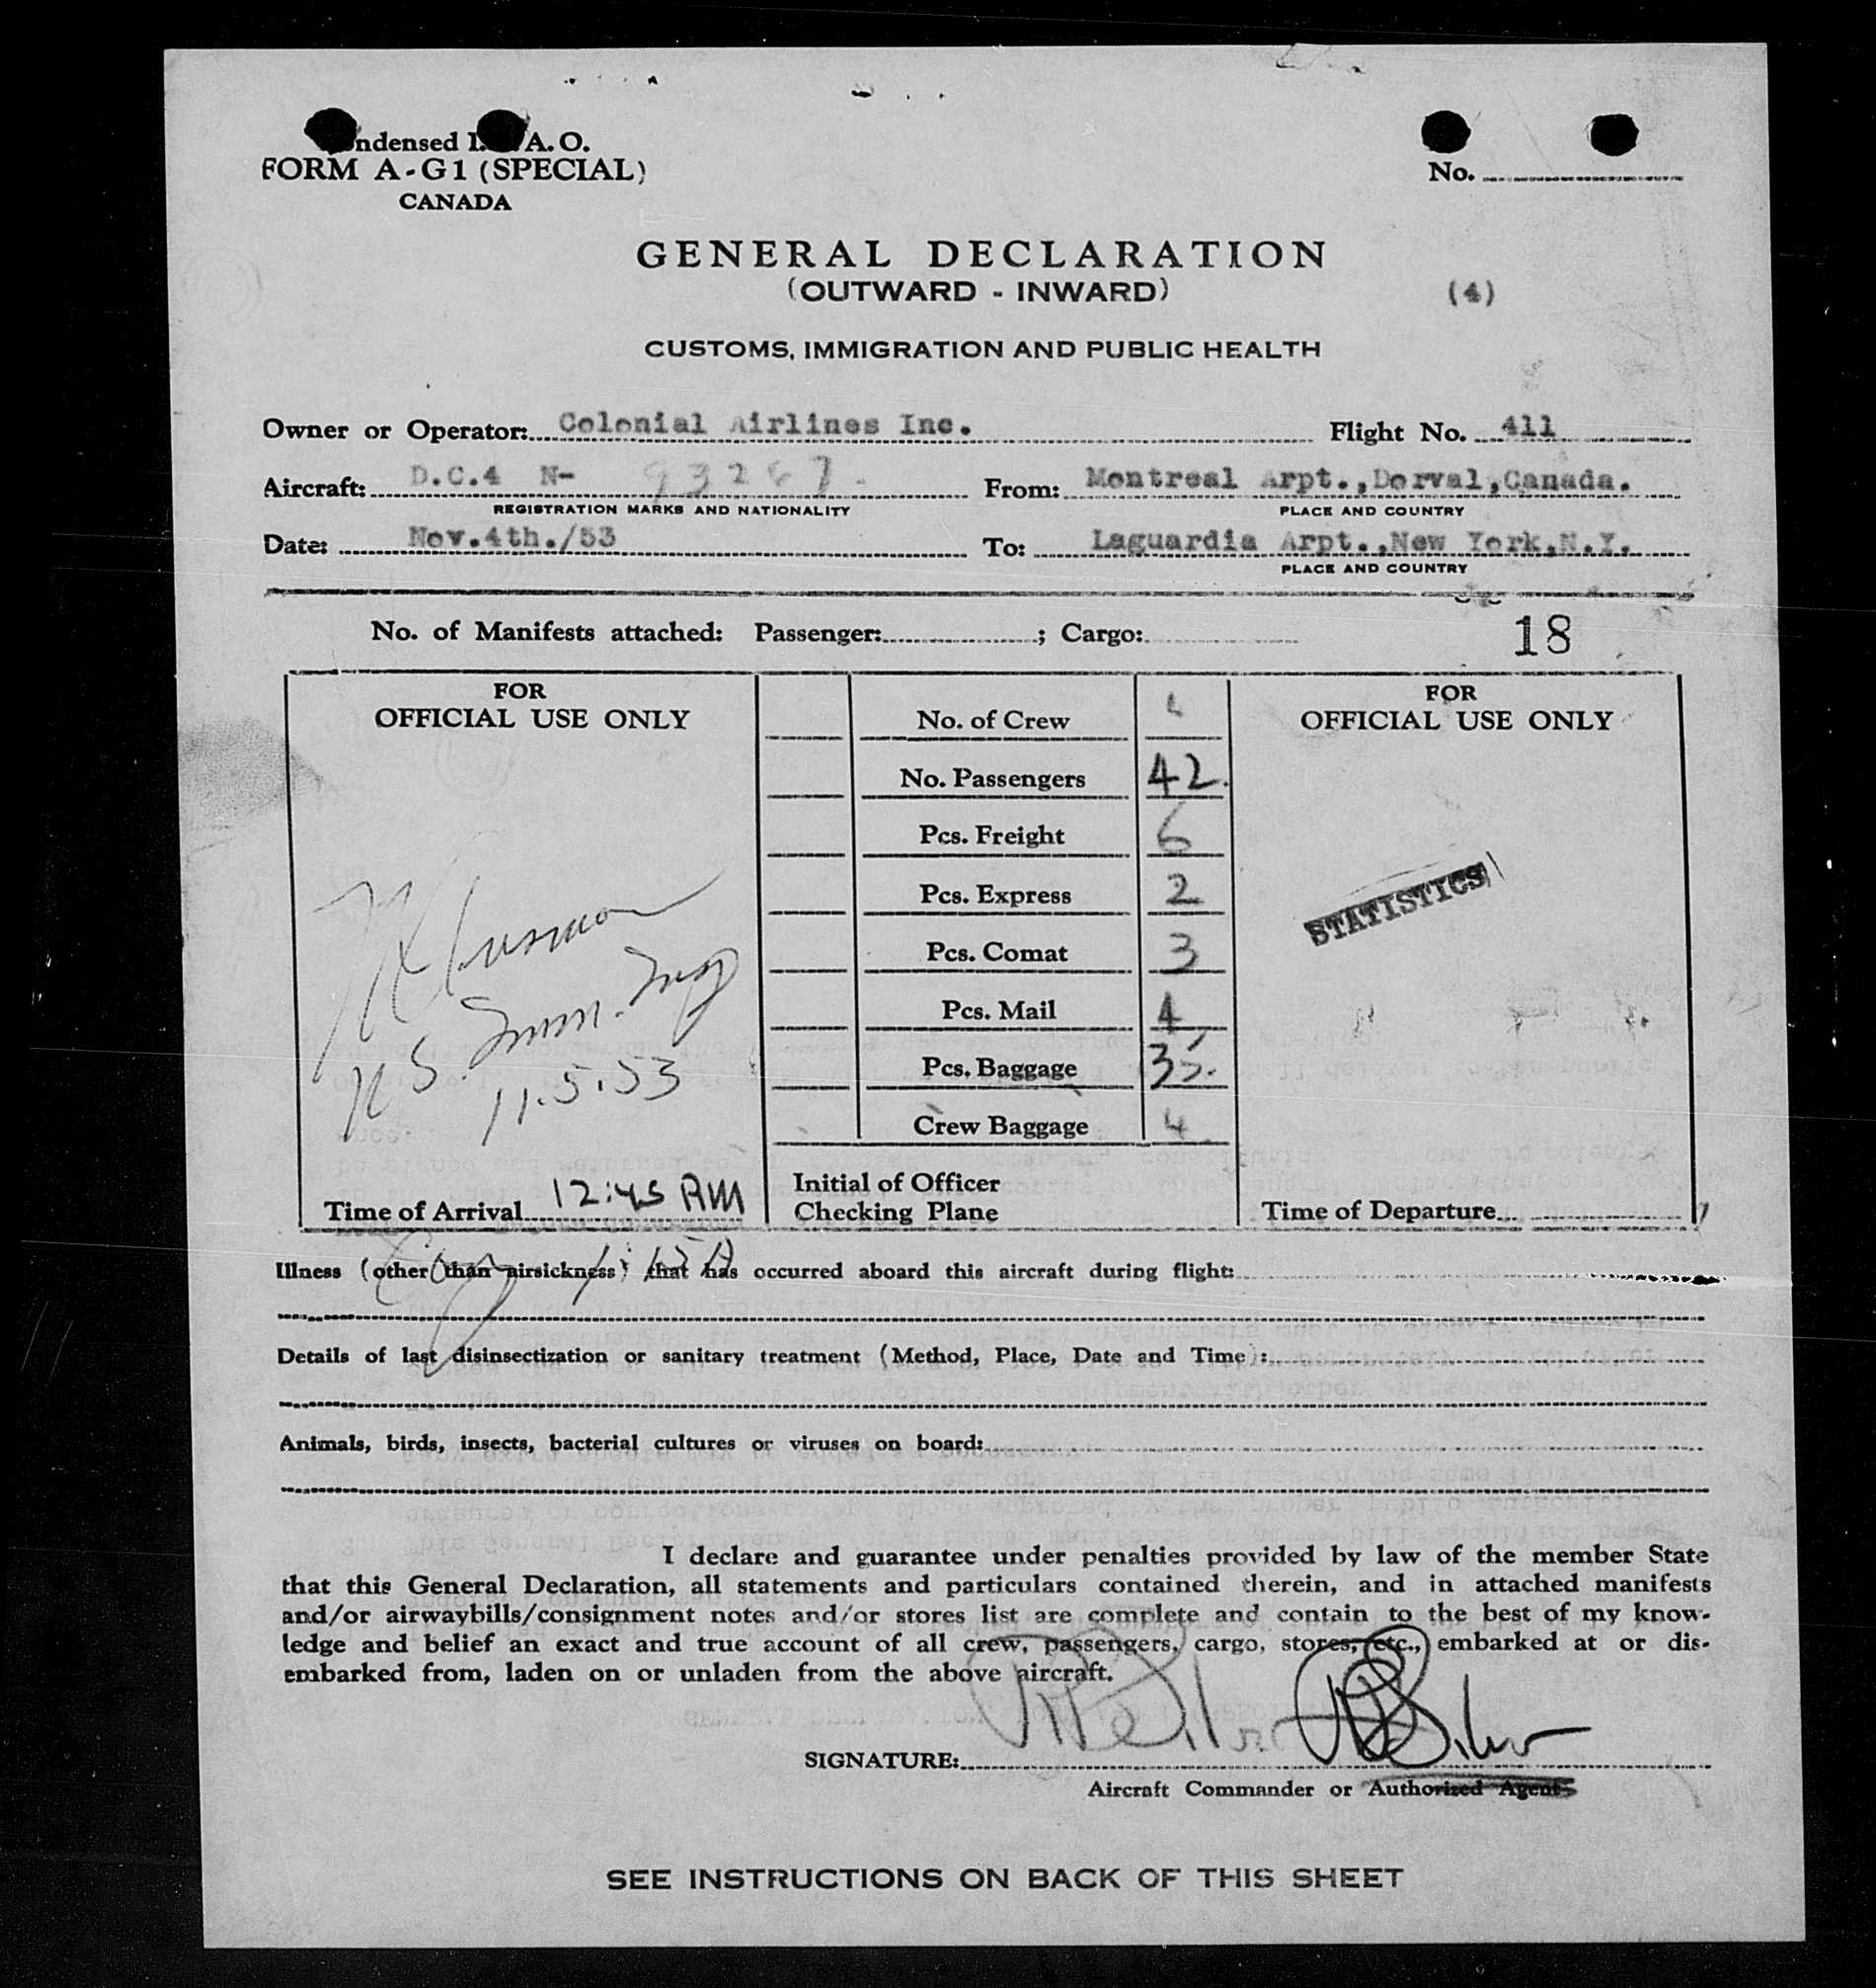 ndensed I. A. O.
FORM A-G1 (SPECIAL)
CANADA
No.
GENERAL DECLARATION
(OUTWARD - INWARD)
(4)
CUSTOMS, IMMIGRATION AND PUBLIC HEALTH
Owner or Operator: Colonial Airlines Inc. Flight No. 411
Aircraft: D.C.4 N- 93267. From: Montreal Arpt.,Dorval,Canada.
REGISTRATION MARKS AND NATIONALITY PLACE AND COUNTRY
Date: Nov.4th./53 To: Laguardia Arpt.,New York,N.Y.
PLACE AND COUNTRY
No. of Manifests attached: Passenger: ; Cargo: 18
FOR
OFFICIAL USE ONLY
U S. Imm. Insp
11.5.53
Time of Arrival 12:45 AM
No. of Crew 4
No. Passengers 42.
Pcs. Freight 6
Pcs. Express 2
Pcs. Comat 3
Pcs. Mail 4
Pcs. Baggage 35.
Crew Baggage 4
Initial of Officer
Checking Plane
FOR
OFFICIAL USE ONLY
STATISTICS
Time of Departure
Illness (other than airsickness) that has occurred aboard this aircraft during flight:
Details of last disinsectization or sanitary treatment (Method, Place, Date and Time):
Animals, birds, insects, bacterial cultures or viruses on board:
I declare and guarantee under penalties provided by law of the member State
that this General Declaration, all statements and particulars contained therein, and in attached manifests
and/or airwaybills/consignment notes and/or stores list are complete and contain to the best of my know-
ledge and belief an exact and true account of all crew, passengers, cargo, stores, etc., embarked at or dis-
embarked from, laden on or unladen from the above aircraft.
SIGNATURE:
Aircraft Commander or Authorized Agent
SEE INSTRUCTIONS ON BACK OF THIS SHEET